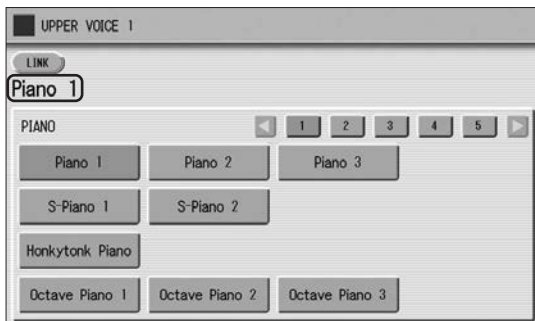 UPPER VOICE 1
LINK
Piano 1
PIANO 1 2 3 4 5
Piano 1 Piano 2 Piano 3
S-Piano 1 S-Piano 2
Honkytonk Piano
Octave Piano 1 Octave Piano 2 Octave Piano 3